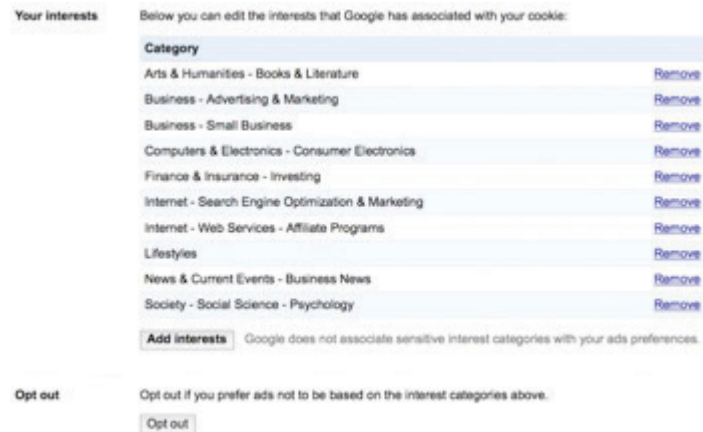 Your interests Below you can edit the interests that Google has associated with your cookie:
Category
Arts & Humanities - Books & Literature Remove
Business - Advertising & Marketing Remove
Business - Small Business Remove
Computers & Electronics - Consumer Electronics Remove
Finance & Insurance - Investing Remove
Internet - Search Engine Optimization & Marketing Remove
Internet - Web Services - Affiliate Programs Remove
Lifestyles Remove
News & Current Events - Business News Remove
Society - Social Science - Psychology Remove
Add interests Google does not associate sensitive interest categories with your ads preferences.
Opt out Opt out if you prefer ads not to be based on the interest categories above.
Opt out